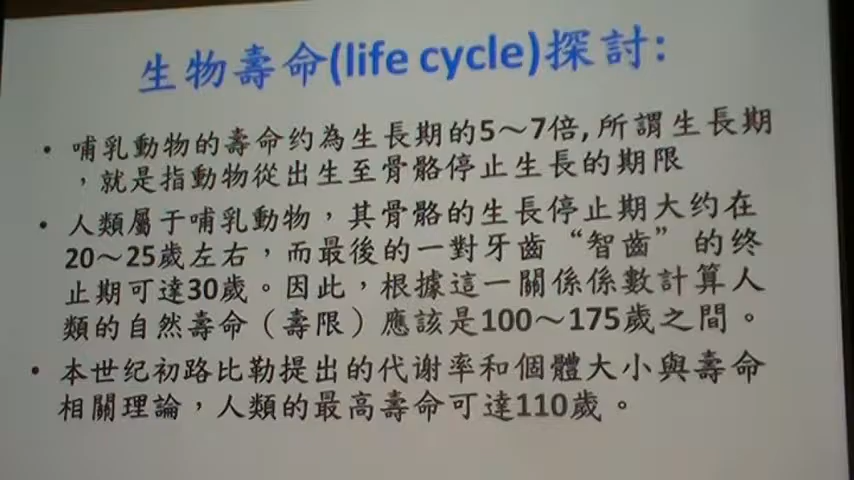 生物壽命(life cycle)探討:
• 哺乳動物的壽命约為生長期的5～7倍,所謂生長期
，就是指動物從出生至骨骼停止生長的期限
• 人類屬于哺乳動物，其骨骼的生長停止期大约在
20～25歲左右，而最後的一對牙齒“智齒”的终
止期可達30歲。因此，根據這一關係係數計算人
類的自然壽命（壽限）應該是100～175歲之間。
• 本世纪初路比勒提出的代谢率和個體大小與壽命
相關理論，人類的最高壽命可達110歲。